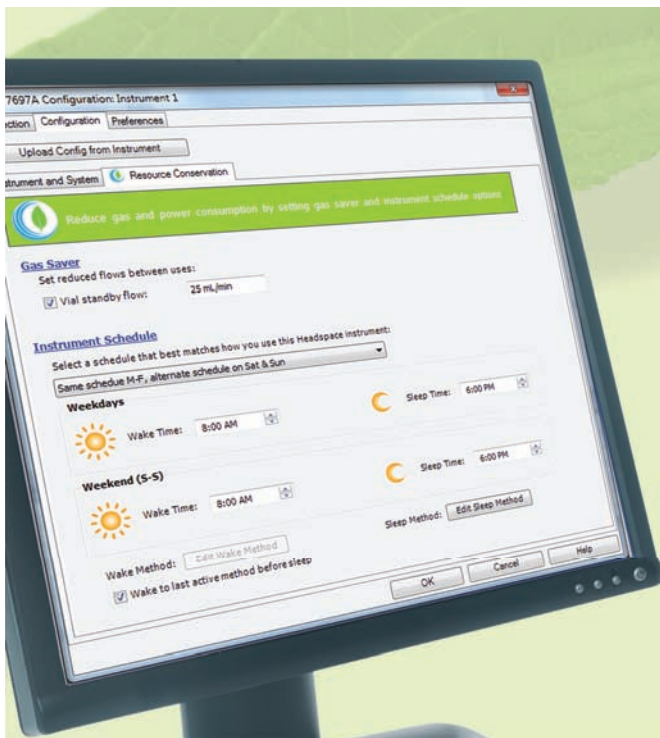 7697A Configuration: Instrument 1
ction Configuration Preferences
Upload Config from Instrument
strument and System Resource Conservation
Reduce gas and power consumption by setting gas saver and instrument schedule options
Gas Saver
Set reduced flows between uses:
Vial standby flow: 25 mL/min
Instrument Schedule
Select a schedule that best matches how you use this Headspace instrument:
Same schedue M-F, alternate schedule on Sat & Sun
Weekdays
Wake Time: 8:00 AM Sleep Time: 6:00 PM
Weekend (S-S)
Wake Time: 8:00 AM Sleep Time: 6:00 PM
Wake Method: Edit Wake Method Sleep Method: Edit Sleep Method
Wake to last active method before sleep
OK Cancel Help